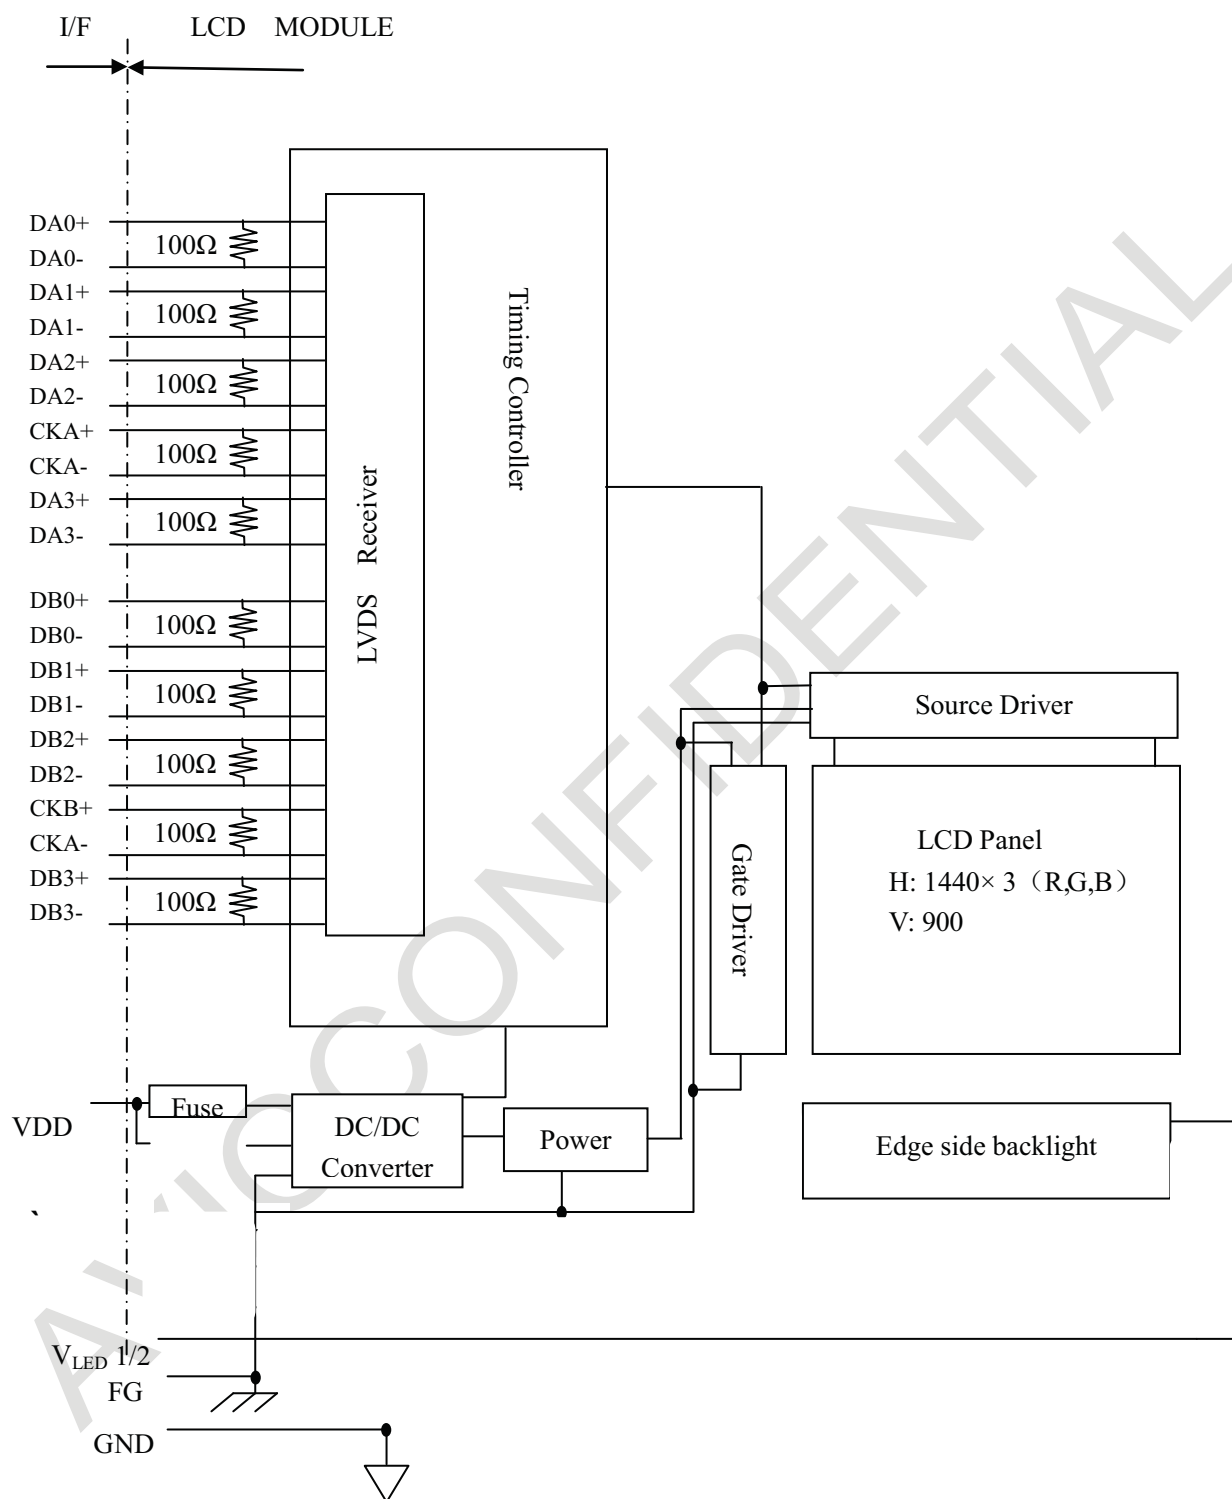 I/F LCD MODULE
DA0+
100Ω
DA0-
DA1+
100Ω
DA1-
DA2+
100Ω
DA2-
CKA+
100Ω
CKA-
DA3+
100Ω
DA3-
DB0+
100Ω
DB0-
DB1+
100Ω
DB1-
DB2+
100Ω
DB2-
CKB+
100Ω
CKA-
DB3+
100Ω
DB3-
LVDS Receiver
Timing Controller
Source Driver
Gate Driver
LCD Panel
H: 1440× 3（R,G,B）
V: 900
VDD
Fuse
DC/DC
Converter
Power
Edge side backlight
VLED 1/2
FG
GND
AVIC CONFIDENTIAL